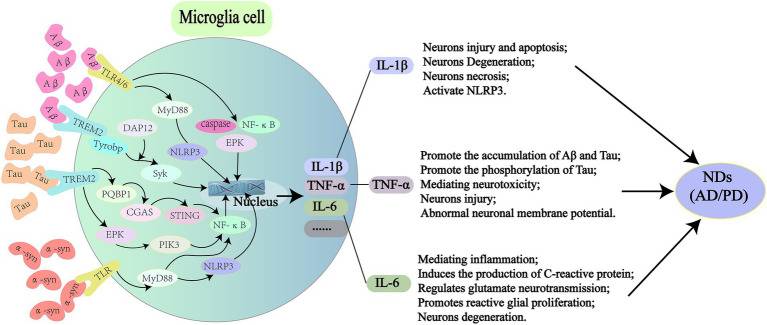 Microglia cell
Aβ
Aβ
Aβ
Aβ
Aβ
TLR4/6
MyD88
caspase
NF-κB
EPK
NLRP3
TREM2
Tyrobp
DAP12
Syk
Nucleus
Tau
Tau
Tau
Tau
Tau
Tau
TREM2
PQBP1
CGAS
STING
NF-κB
EPK
PIK3
α-syn
α-syn
α-syn
α-syn
α-syn
TLR
MyD88
NLRP3
IL-1β
TNF-α
IL-6
......
IL-1β
Neurons injury and apoptosis;
Neurons Degeneration;
Neurons necrosis;
Activate NLRP3.
TNF-α
Promote the accumulation of Aβ and Tau;
Promote the phosphorylation of Tau;
Mediating neurotoxicity;
Neurons injury;
Abnormal neuronal membrane potential.
IL-6
Mediating inflammation;
Induces the production of C-reactive protein;
Regulates glutamate neurotransmission;
Promotes reactive glial proliferation;
Neurons degeneration.
NDs
(AD/PD)